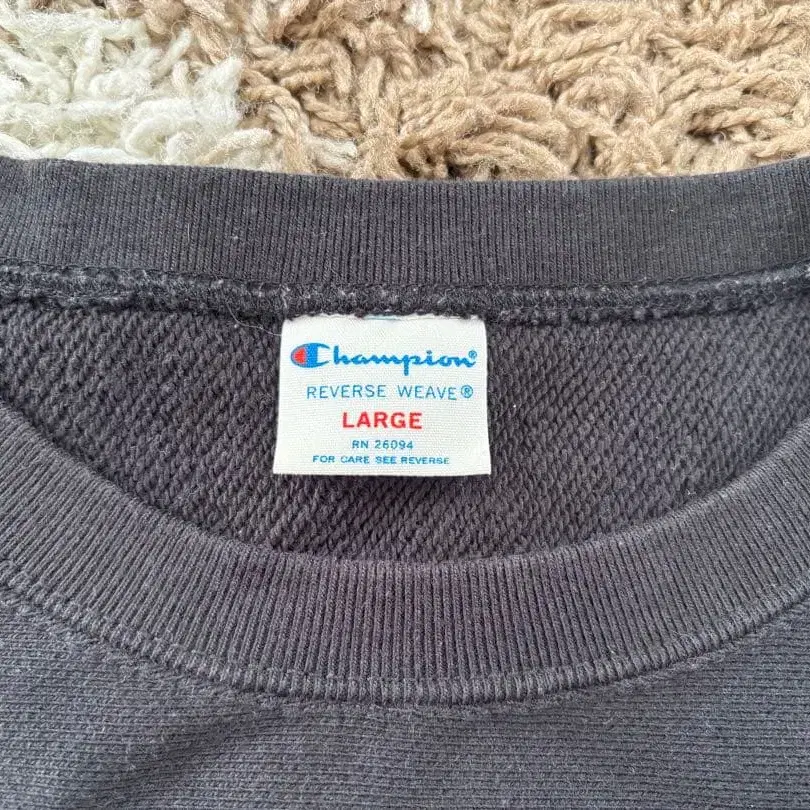 Champion®
REVERSE WEAVE®
LARGE
RN 26094
FOR CARE SEE REVERSE